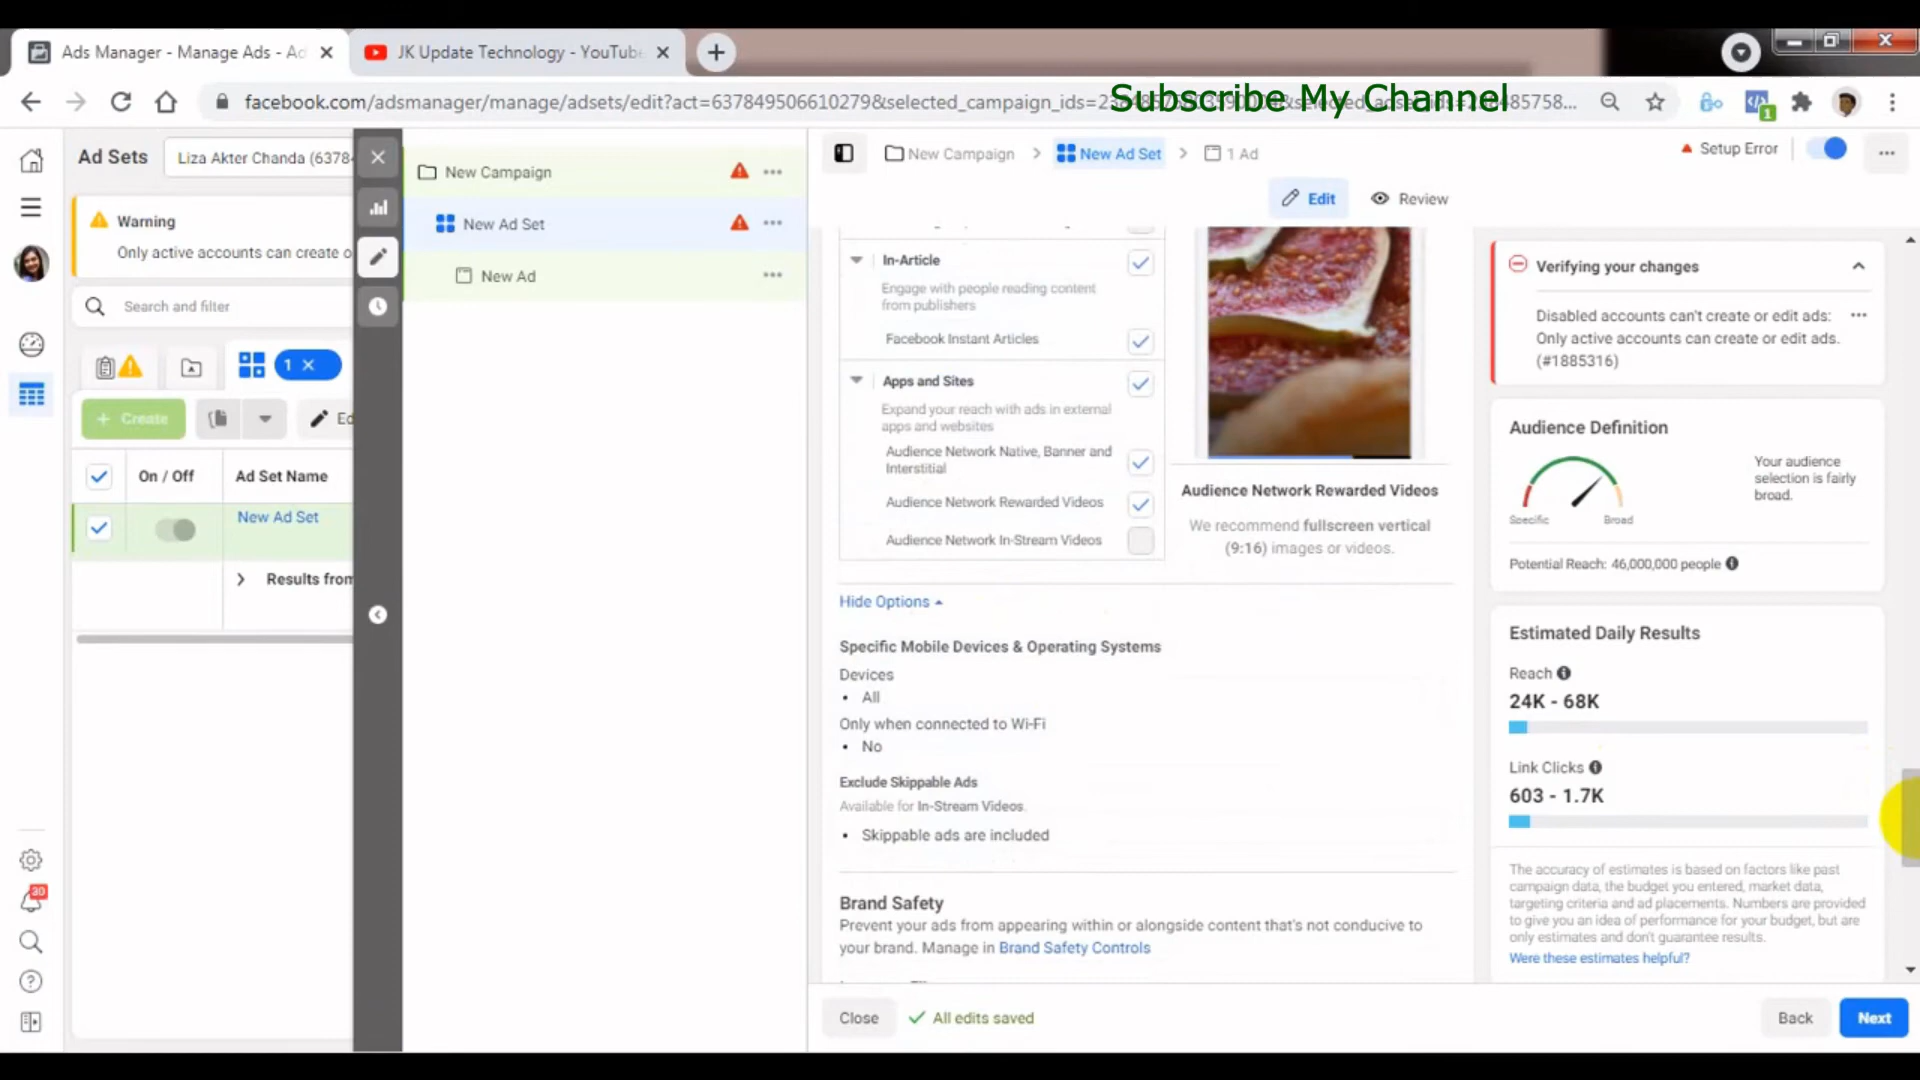 Ads Manager - Manage Ads - Ad
JK Update Technology - YouTube
facebook.com/adsmanager/manage/adsets/edit?act=637849506610279&selected_campaign_ids=
Subscribe My Channel
Ad Sets
Liza Akter Chanda (6378
New Campaign
New Campaign
New Ad Set
1 Ad
Setup Error
Edit
Review
Warning
Only active accounts can create o
New Ad Set
New Ad
Search and filter
1
Create
Ed
On / Off
Ad Set Name
New Ad Set
Results from
30
In-Article
Engage with people reading content
from publishers
Facebook Instant Articles
Apps and Sites
Expand your reach with ads in external
apps and websites
Audience Network Native, Banner and
Interstitial
Audience Network Rewarded Videos
Audience Network In-Stream Videos
Audience Network Rewarded Videos
We recommend fullscreen vertical
(9:16) images or videos.
Hide Options
Specific Mobile Devices & Operating Systems
Devices
• All
Only when connected to Wi-Fi
• No
Exclude Skippable Ads
Available for In-Stream Videos.
• Skippable ads are included
Brand Safety
Prevent your ads from appearing within or alongside content that's not conducive to
your brand. Manage in Brand Safety Controls
Verifying your changes
Disabled accounts can't create or edit ads:
Only active accounts can create or edit ads.
(#1885316)
Audience Definition
Your audience
selection is fairly
broad.
Specific
Broad
Potential Reach: 46,000,000 people
Estimated Daily Results
Reach
24K - 68K
Link Clicks
603 - 1.7K
The accuracy of estimates is based on factors like past
campaign data, the budget you entered, market data,
targeting criteria and ad placements. Numbers are provided
to give you an idea of performance for your budget, but are
only estimates and don't guarantee results.
Were these estimates helpful?
Close
All edits saved
Back
Next